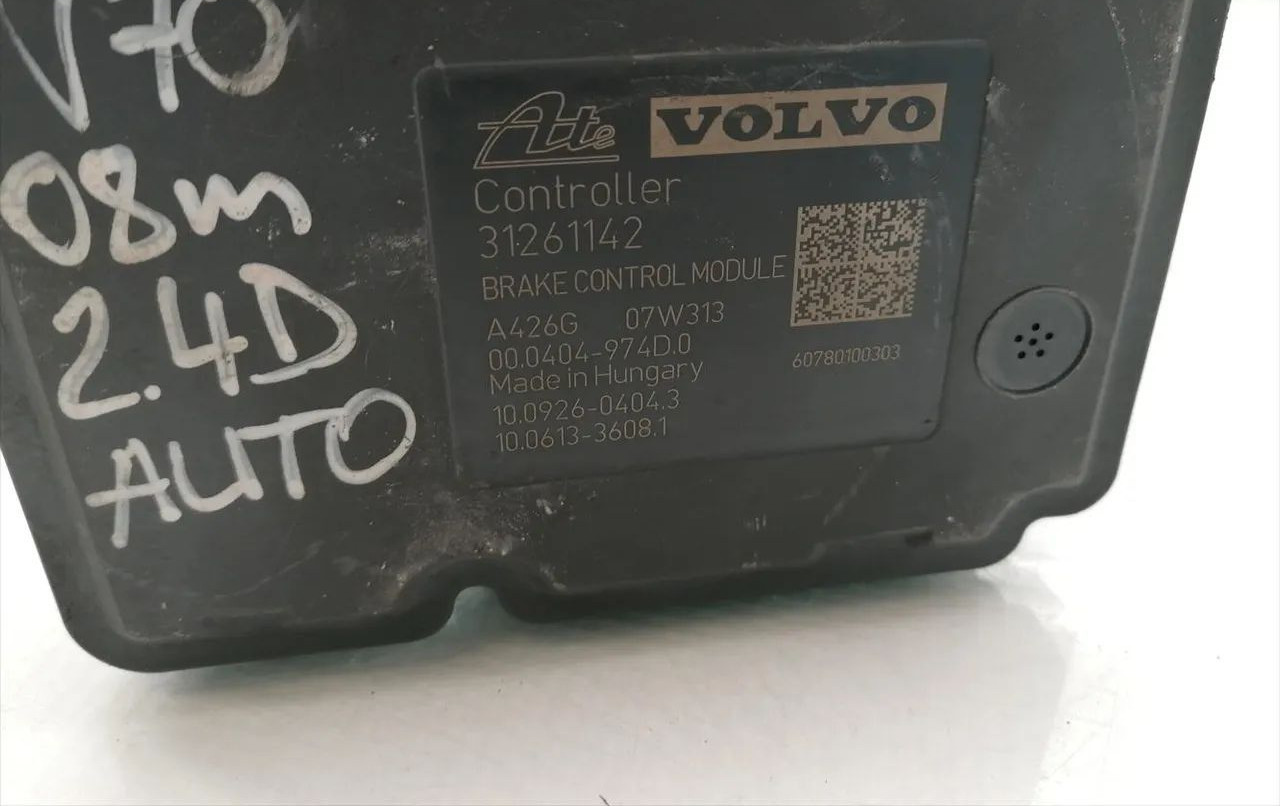 V70
08m
2.4D
AUTO
Ate VOLVO
Controller
31261142
BRAKE CONTROL MODULE
A426G 07W313
00.0404-974D.0
Made in Hungary
10.0926-0404.3
10.0613-3608.1
60780100303